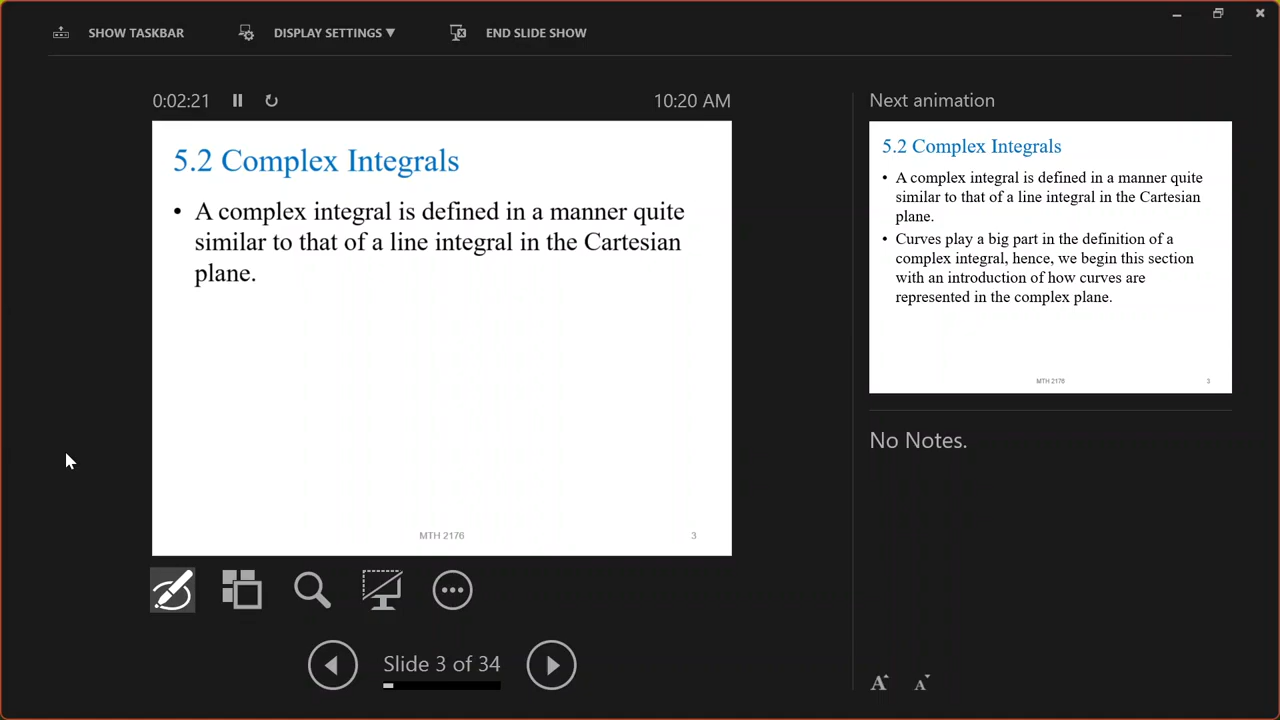 SHOW TASKBAR
DISPLAY SETTINGS ▼
END SLIDE SHOW
0:02:21
10:20 AM
5.2 Complex Integrals
• A complex integral is defined in a manner quite
similar to that of a line integral in the Cartesian
plane.
MTH 2176
3
Slide 3 of 34
Next animation
5.2 Complex Integrals
• A complex integral is defined in a manner quite
similar to that of a line integral in the Cartesian
plane.
• Curves play a big part in the definition of a
complex integral, hence, we begin this section
with an introduction of how curves are
represented in the complex plane.
MTH 2176
3
No Notes.
A A